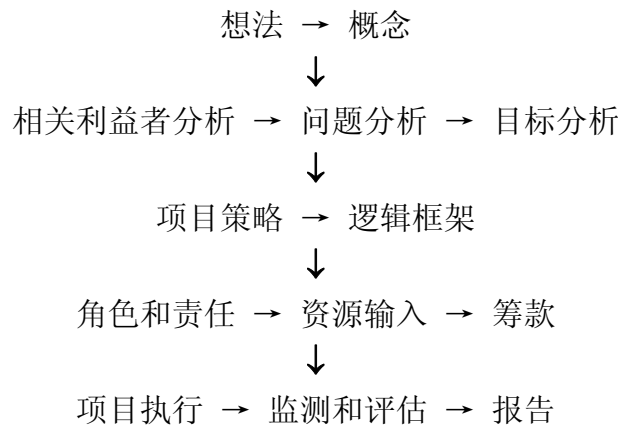 想法 → 概念
↓
相关利益者分析 → 问题分析 → 目标分析
↓
项目策略 → 逻辑框架
↓
角色和责任 → 资源输入 → 筹款
↓
项目执行 → 监测和评估 → 报告